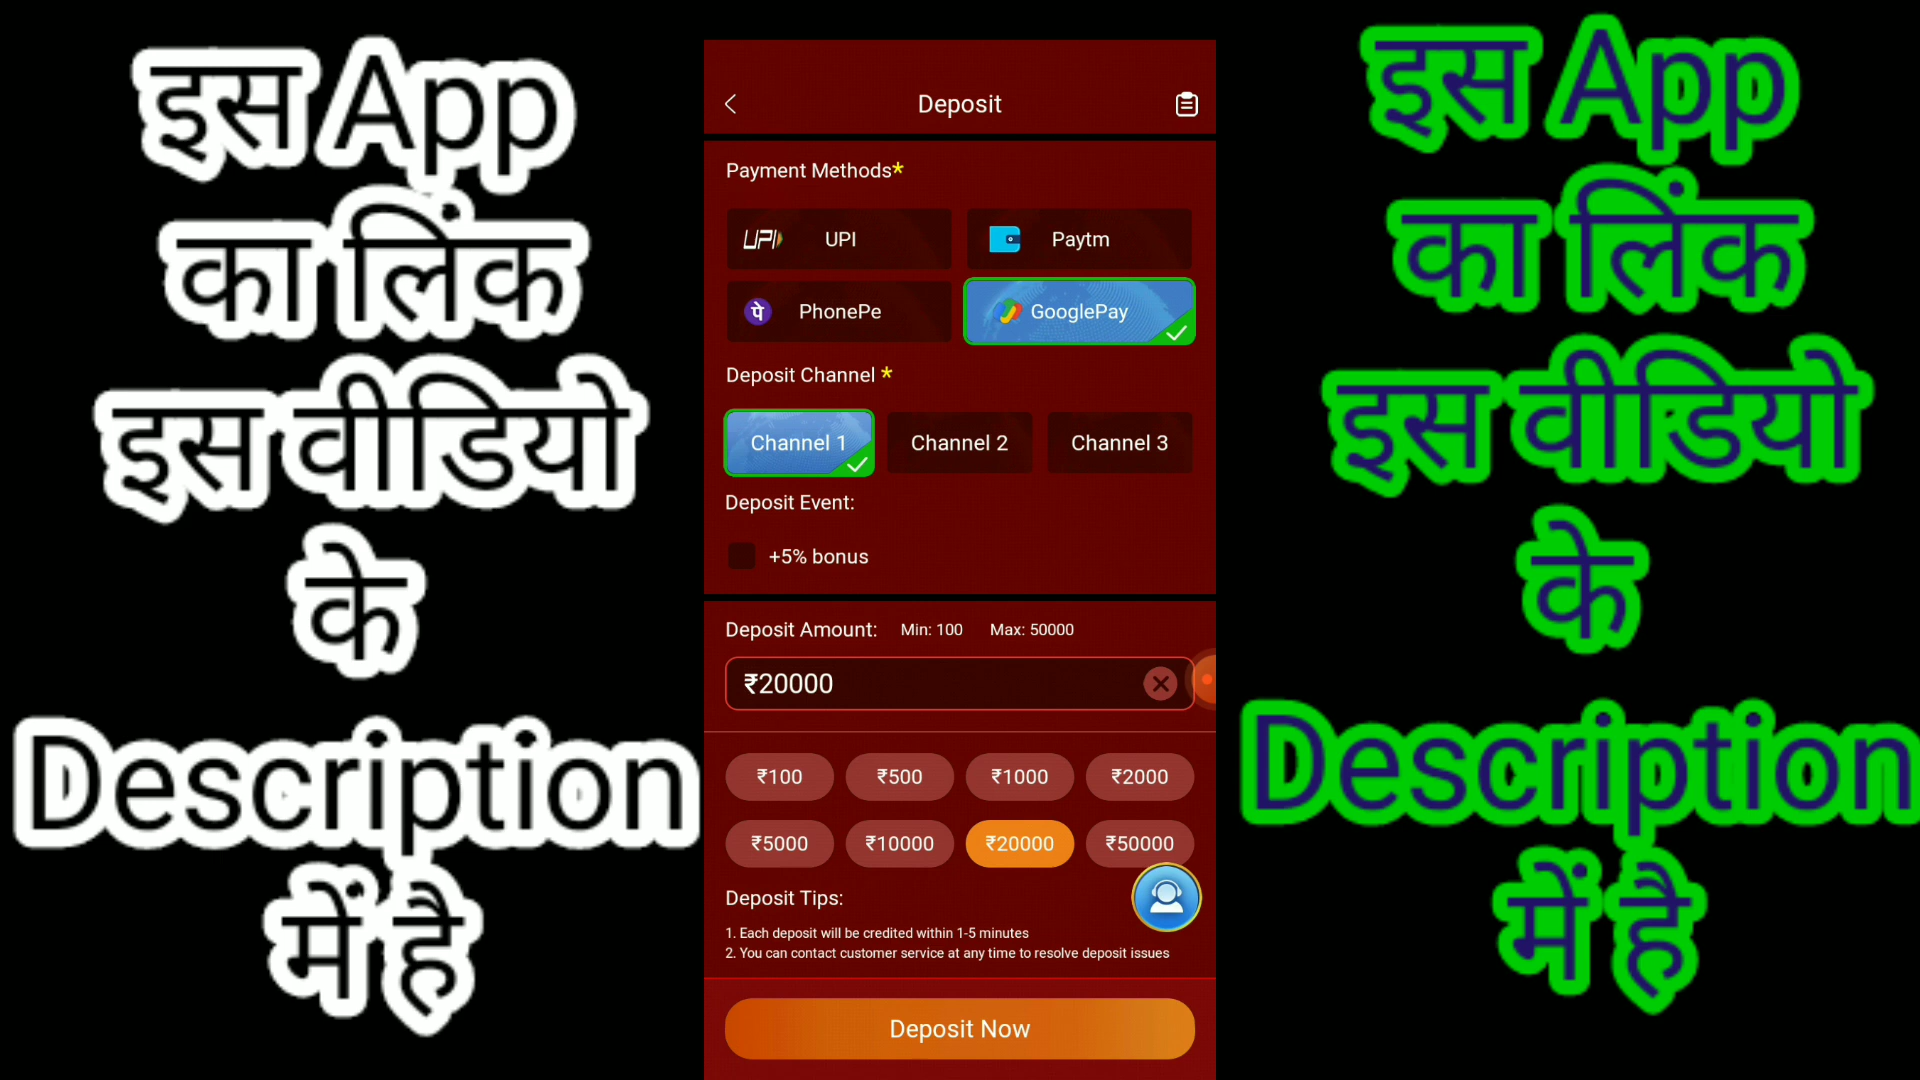 इस App
का लिंक
इस वीडियो
के
Description
में है
Deposit
Payment Methods*
UPI UPI
Paytm
पे PhonePe
GooglePay
Deposit Channel *
Channel 1
Channel 2
Channel 3
Deposit Event:
+5% bonus
Deposit Amount: Min: 100 Max: 50000
₹20000
₹100 ₹500 ₹1000 ₹2000
₹5000 ₹10000 ₹20000 ₹50000
Deposit Tips:
1. Each deposit will be credited within 1-5 minutes
2. You can contact customer service at any time to resolve deposit issues
Deposit Now
इस App
का लिंक
इस वीडियो
के
Description
में है